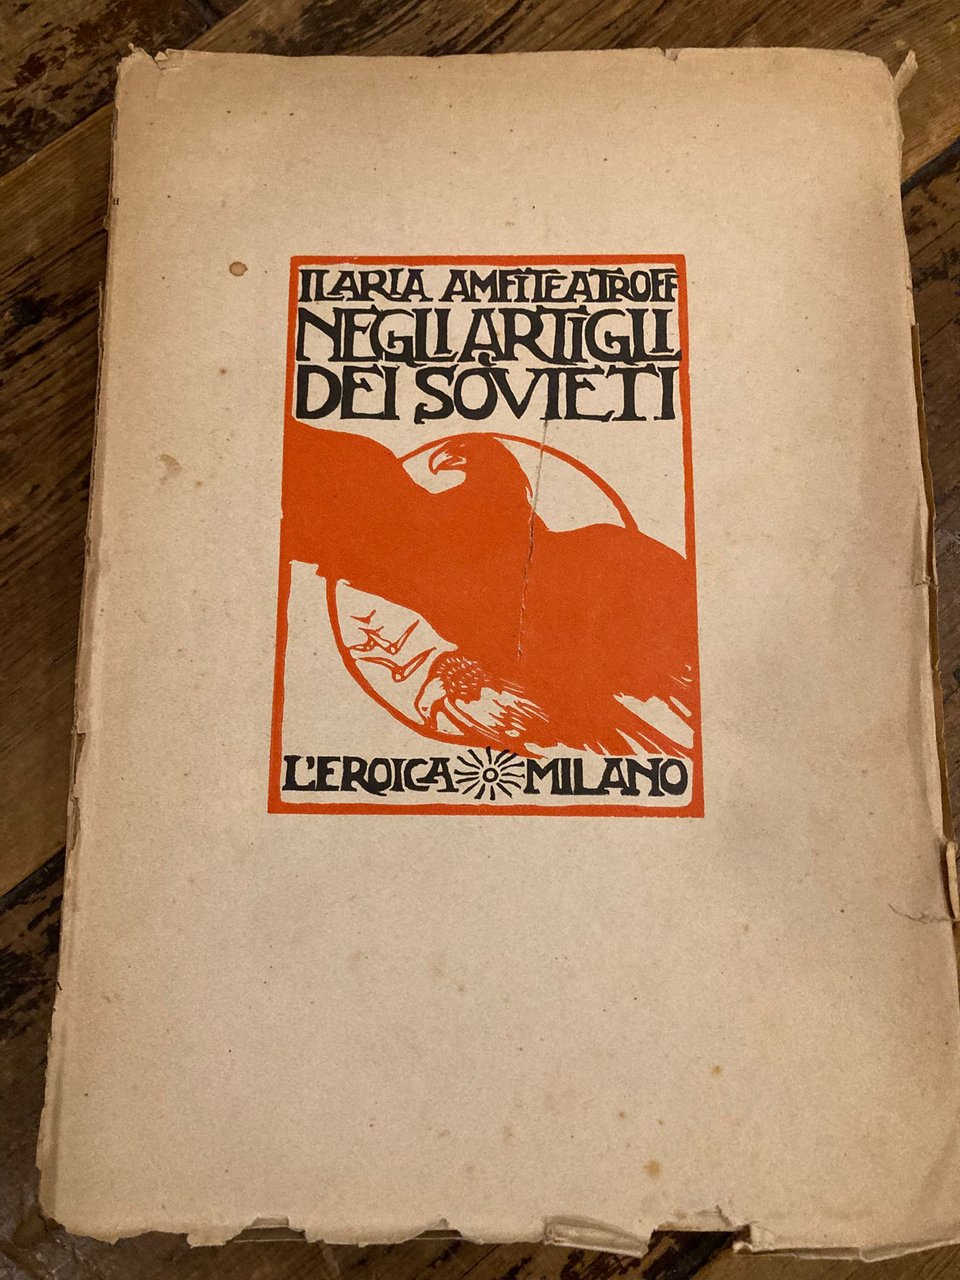 ILARIA AMFITEATROFF
NEGLI ARTIGLI
DEI SOVIETI
L'EROICA MILANO